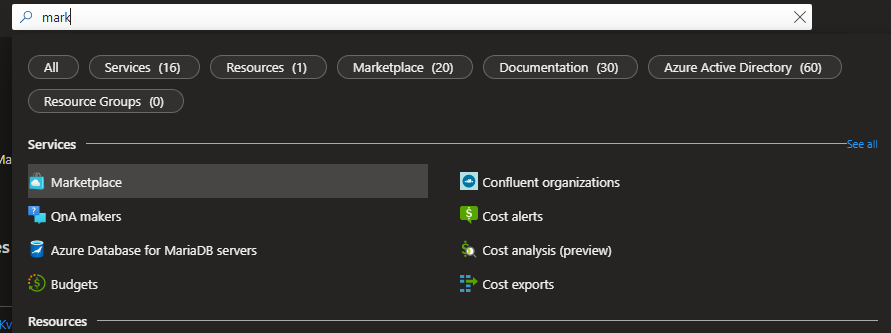 mark
All Services (16) Resources (1) Marketplace (20) Documentation (30) Azure Active Directory (60)
Resource Groups (0)
Services See all
Marketplace Confluent organizations
QnA makers Cost alerts
Azure Database for MariaDB servers Cost analysis (preview)
Budgets Cost exports
Resources